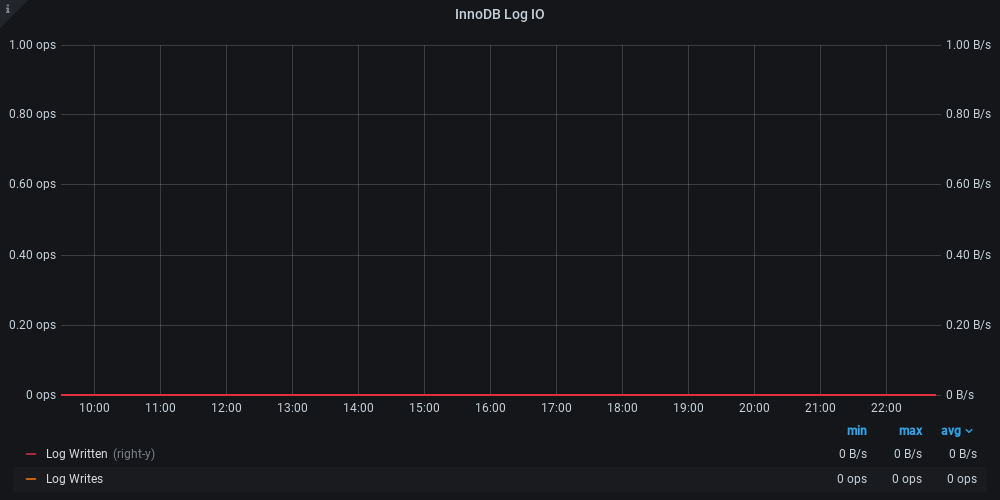 i
InnoDB Log IO
1.00 ops 1.00 B/s
0.80 ops 0.80 B/s
0.60 ops 0.60 B/s
0.40 ops 0.40 B/s
0.20 ops 0.20 B/s
0 ops 0 B/s
10:00 11:00 12:00 13:00 14:00 15:00 16:00 17:00 18:00 19:00 20:00 21:00 22:00
min max avg
Log Written (right-y) 0 B/s 0 B/s 0 B/s
Log Writes 0 ops 0 ops 0 ops